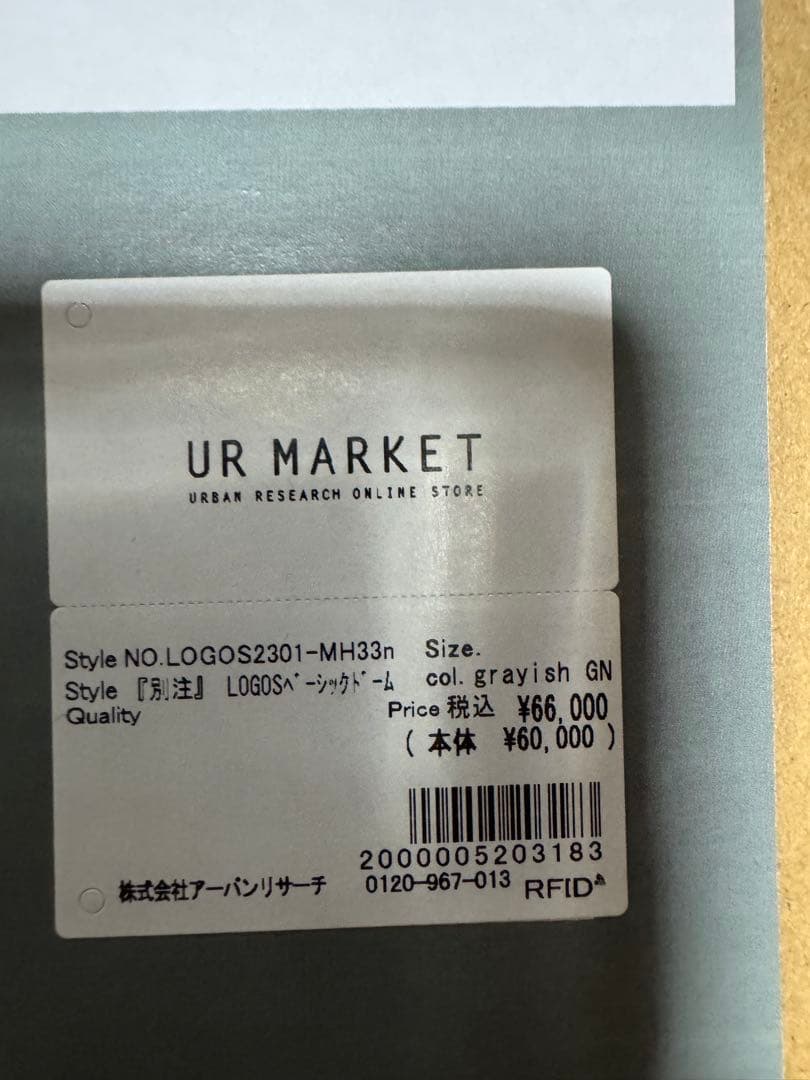 UR MARKET
URBAN RESEARCH ONLINE STORE
Style NO.LOGOS2301-MH33n Size.
Style 『別注』 LOGOSﾍﾞｰｼｯｸﾄﾞｰﾑ col. grayish GN
Quality Price 税込 ¥66,000
( 本体 ¥60,000 )
2000005203183
株式会社アーバンリサーチ 0120-967-013 RFID